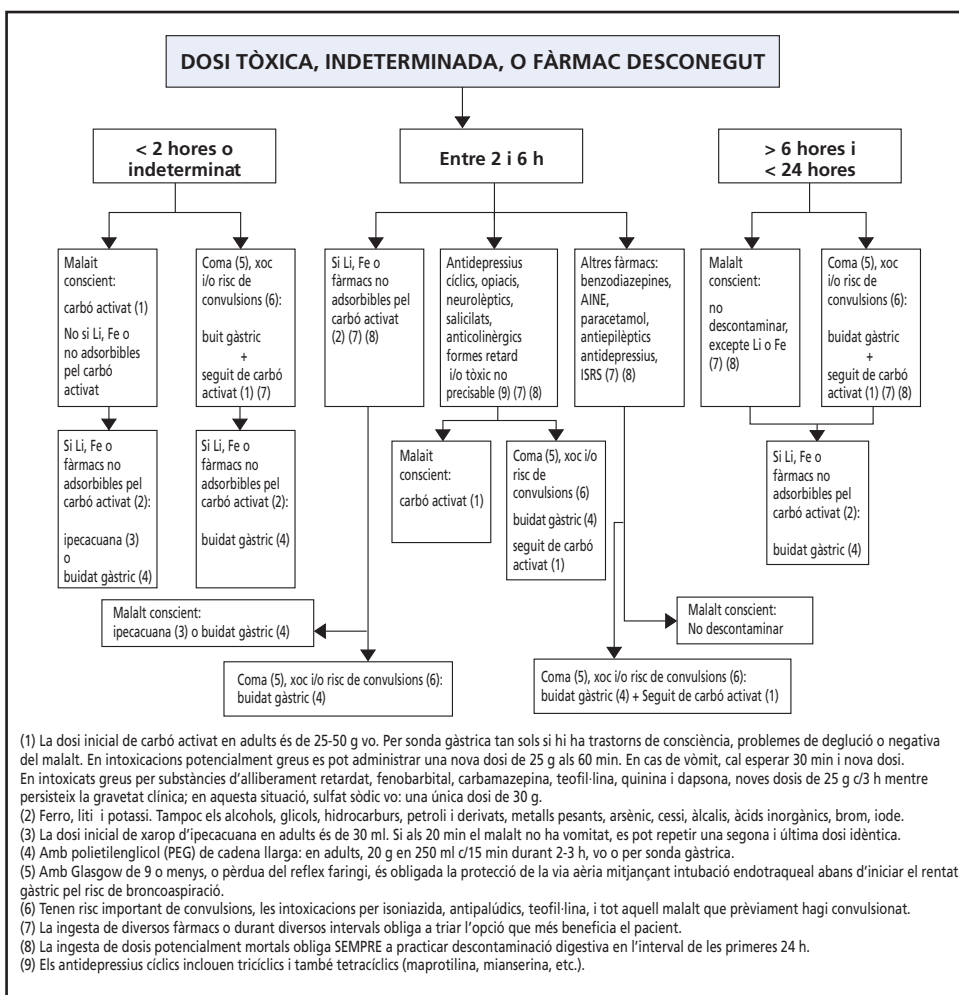 DOSI TÒXICA, INDETERMINADA, O FÀRMAC DESCONEGUT
< 2 hores o
indeterminat
Entre 2 i 6 h
> 6 hores i
< 24 hores
Malait
conscient:
carbó activat (1)
No si Li, Fe o
no adsorbibles
pel carbó
activat
Coma (5), xoc
i/o risc de
convulsions (6):
buit gàstric
+
seguit de carbó
activat (1) (7)
Si Li, Fe o
fàrmacs no
adsorbibles pel
carbó activat
(2) (7) (8)
Antidepressius
cíclics, opiacis,
neurolèptics,
salicilats,
anticolinèrgics
formes retard
i/o tòxic no
precisable (9) (7) (8)
Altres fàrmacs:
benzodiazepines,
AINE,
paracetamol,
antiepilèptics
antidepressius,
ISRS (7) (8)
Malalt
conscient:
no
descontaminar,
excepte Li o Fe
(7) (8)
Coma (5), xoc
i/o risc de
convulsions (6):
buidat gàstric
+
seguit de carbó
activat (1) (7) (8)
Si Li, Fe o
fàrmacs no
adsorbibles pel
carbó activat (2):
ipecacuana (3)
o
buidat gàstric (4)
Si Li, Fe o
fàrmacs no
adsorbibles pel
carbó activat (2):
buidat gàstric (4)
Malait
conscient:
carbó activat (1)
Coma (5), xoc i/o
risc de
convulsions (6)
buidat gàstric (4)
seguit de carbó
activat (1)
Si Li, Fe o
fàrmacs no
adsorbibles pel
carbó activat (2):
buidat gàstric (4)
Malalt conscient:
ipecacuana (3) o buidat gàstric (4)
Malalt conscient:
No descontaminar
Coma (5), xoc i/o risc de convulsions (6):
buidat gàstric (4)
Coma (5), xoc i/o risc de convulsions (6):
buidat gàstric (4) + Seguit de carbó activat (1)
(1) La dosi inicial de carbó activat en adults és de 25-50 g vo. Per sonda gàstrica tan sols si hi ha trastorns de consciència, problemes de deglució o negativa
del malalt. En intoxicacions potencialment greus es pot administrar una nova dosi de 25 g als 60 min. En cas de vòmit, cal esperar 30 min i nova dosi.
En intoxicats greus per substàncies d'alliberament retardat, fenobarbital, carbamazepina, teofil·lina, quinina i dapsona, noves dosis de 25 g c/3 h mentre
persisteix la gravetat clínica; en aquesta situació, sulfat sòdic vo: una única dosi de 30 g.
(2) Ferro, liti i potassi. Tampoc els alcohols, glicols, hidrocarburs, petroli i derivats, metalls pesants, arsènic, cessi, àlcalis, àcids inorgànics, brom, iode.
(3) La dosi inicial de xarop d'ipecacuana en adults és de 30 ml. Si als 20 min el malalt no ha vomitat, es pot repetir una segona i última dosi idèntica.
(4) Amb polietilenglicol (PEG) de cadena llarga: en adults, 20 g en 250 ml c/15 min durant 2-3 h, vo o per sonda gàstrica.
(5) Amb Glasgow de 9 o menys, o pèrdua del reflex faringi, és obligada la protecció de la via aèria mitjançant intubació endotraqueal abans d'iniciar el rentat
gàstric pel risc de broncoaspiració.
(6) Tenen risc important de convulsions, les intoxicacions per isoniazida, antipalúdics, teofil·lina, i tot aquell malalt que prèviament hagi convulsionat.
(7) La ingesta de diversos fàrmacs o durant diversos intervals obliga a triar l'opció que més beneficia el pacient.
(8) La ingesta de dosis potencialment mortals obliga SEMPRE a practicar descontaminació digestiva en l'interval de les primeres 24 h.
(9) Els antidepressius cíclics inclouen tricíclics i també tetracíclics (maprotilina, mianserina, etc.).